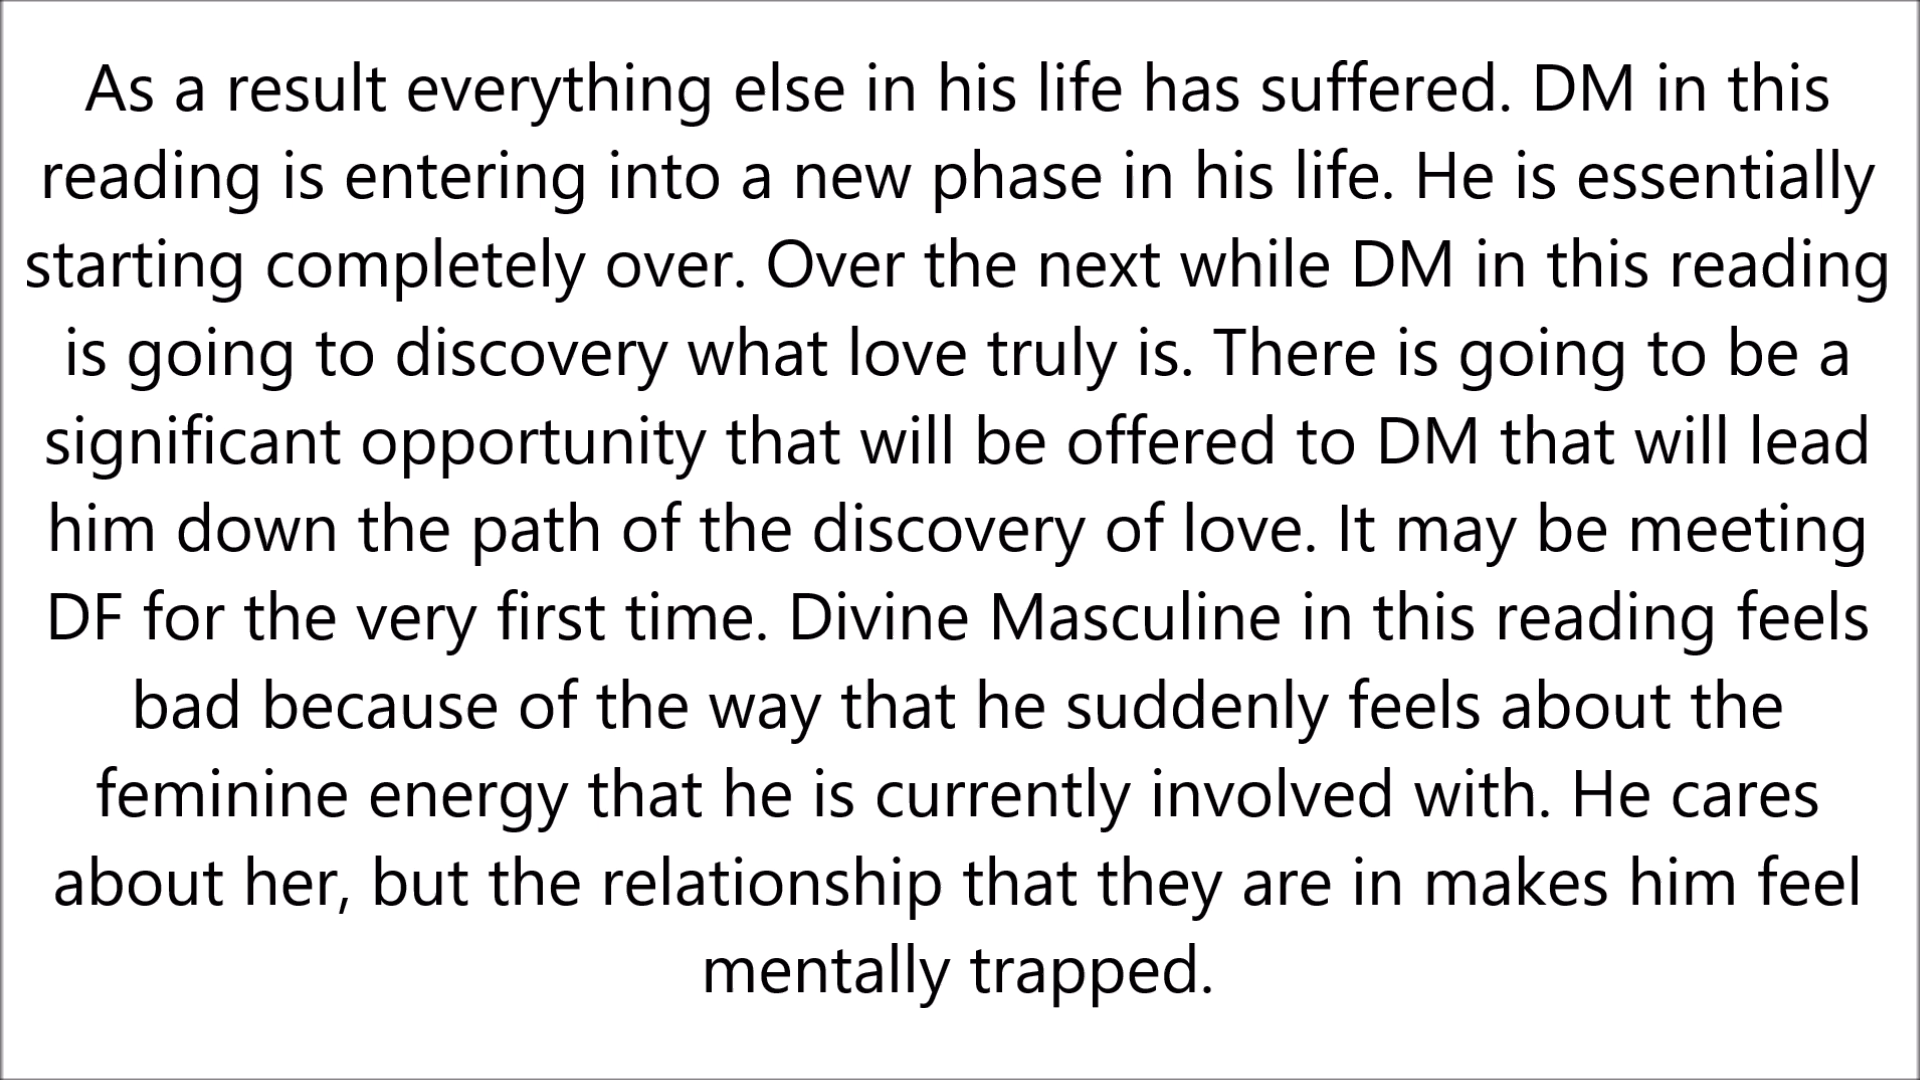 As a result everything else in his life has suffered. DM in this
reading is entering into a new phase in his life. He is essentially
starting completely over. Over the next while DM in this reading
is going to discovery what love truly is. There is going to be a
significant opportunity that will be offered to DM that will lead
him down the path of the discovery of love. It may be meeting
DF for the very first time. Divine Masculine in this reading feels
bad because of the way that he suddenly feels about the
feminine energy that he is currently involved with. He cares
about her, but the relationship that they are in makes him feel
mentally trapped.